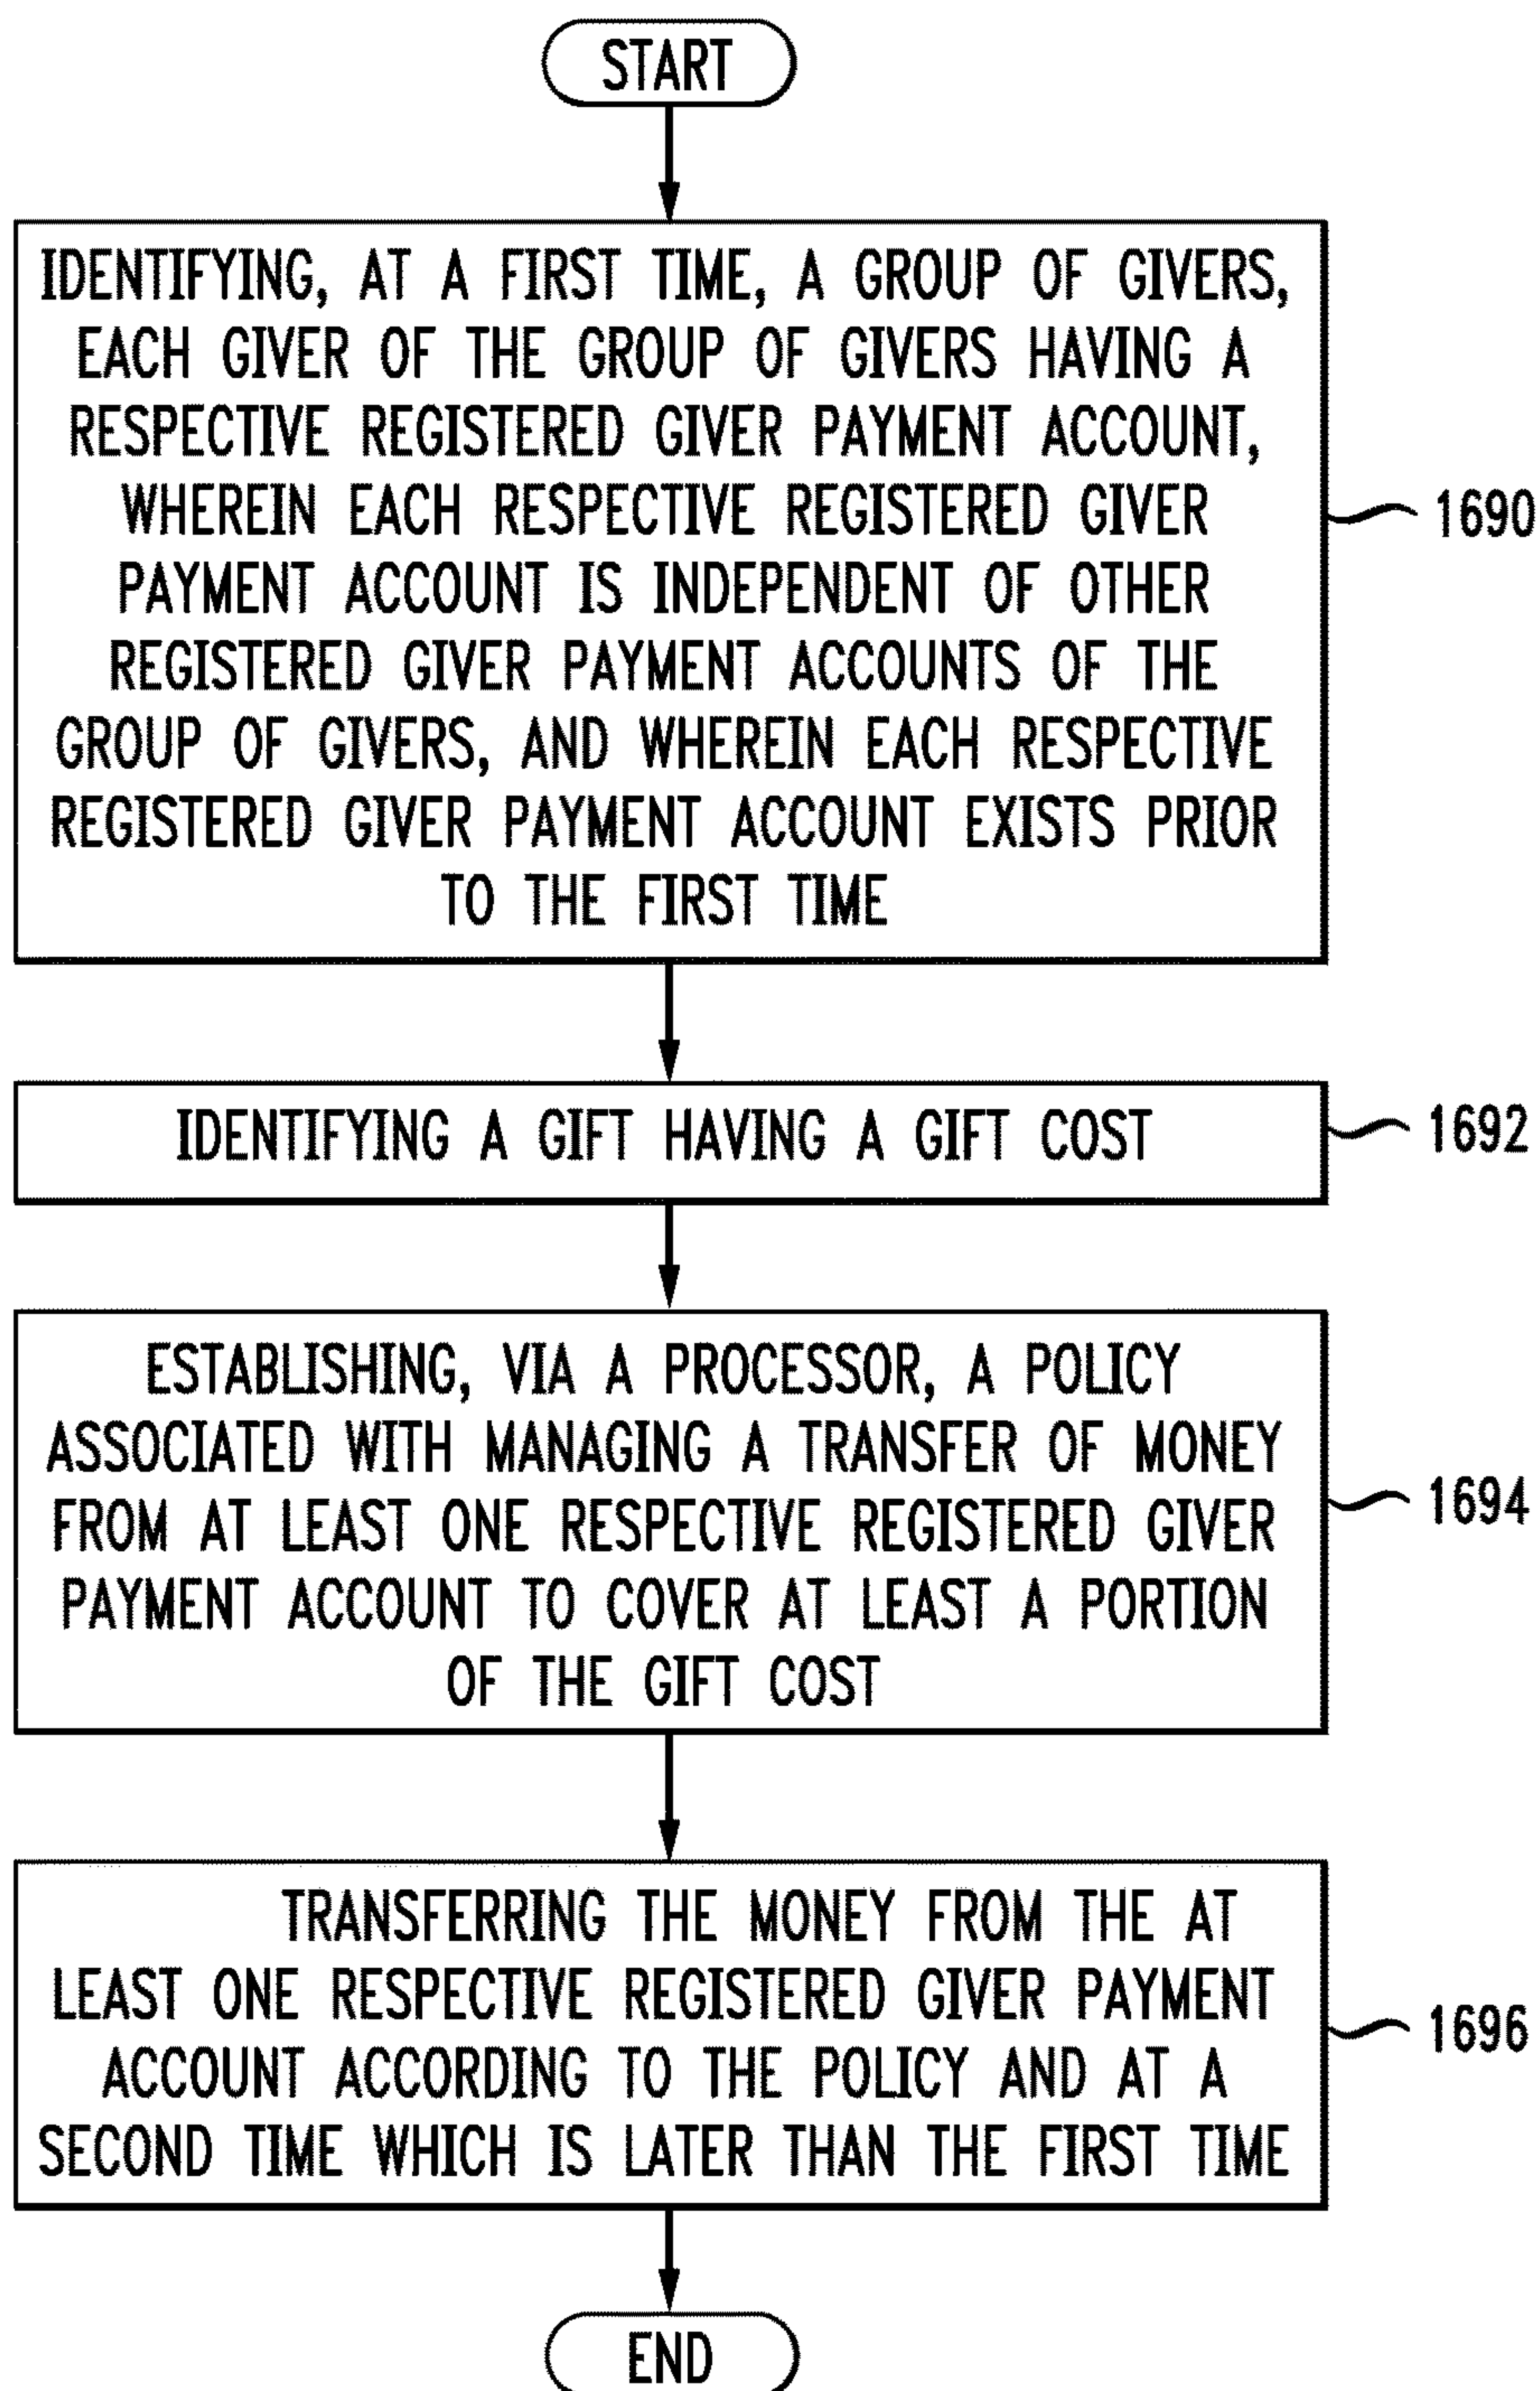 START
IDENTIFYING, AT A FIRST TIME, A GROUP OF GIVERS,
EACH GIVER OF THE GROUP OF GIVERS HAVING A
RESPECTIVE REGISTERED GIVER PAYMENT ACCOUNT,
WHEREIN EACH RESPECTIVE REGISTERED GIVER
PAYMENT ACCOUNT IS INDEPENDENT OF OTHER
REGISTERED GIVER PAYMENT ACCOUNTS OF THE
GROUP OF GIVERS, AND WHEREIN EACH RESPECTIVE
REGISTERED GIVER PAYMENT ACCOUNT EXISTS PRIOR
TO THE FIRST TIME
1690
IDENTIFYING A GIFT HAVING A GIFT COST
1692
ESTABLISHING, VIA A PROCESSOR, A POLICY
ASSOCIATED WITH MANAGING A TRANSFER OF MONEY
FROM AT LEAST ONE RESPECTIVE REGISTERED GIVER
PAYMENT ACCOUNT TO COVER AT LEAST A PORTION
OF THE GIFT COST
1694
TRANSFERRING THE MONEY FROM THE AT
LEAST ONE RESPECTIVE REGISTERED GIVER PAYMENT
ACCOUNT ACCORDING TO THE POLICY AND AT A
SECOND TIME WHICH IS LATER THAN THE FIRST TIME
1696
END